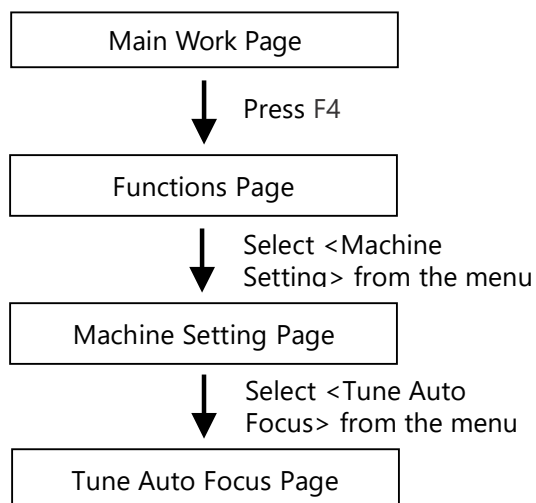 Main Work Page
Press F4
Functions Page
Select <Machine
Setting> from the menu
Machine Setting Page
Select <Tune Auto
Focus> from the menu
Tune Auto Focus Page